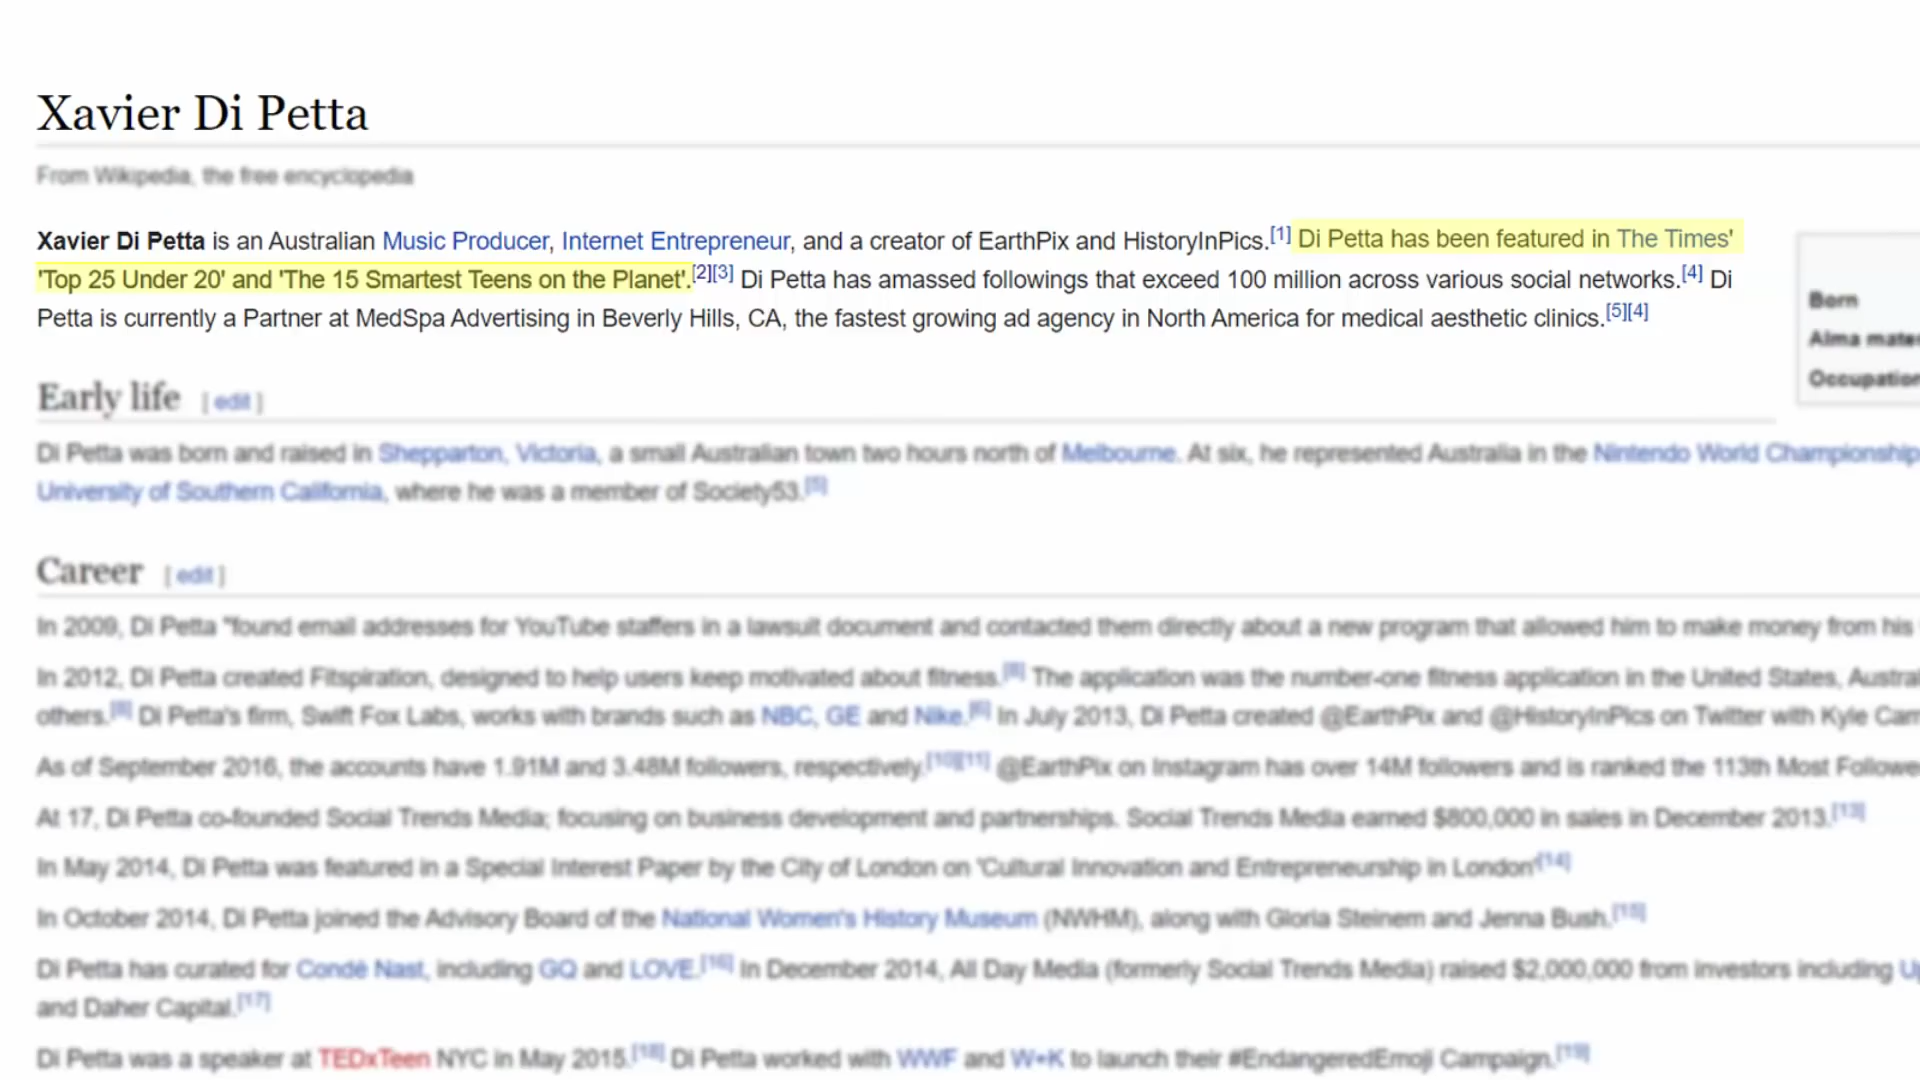 Xavier Di Petta
From Wikipedia, the free encyclopedia
Xavier Di Petta is an Australian Music Producer, Internet Entrepreneur, and a creator of EarthPix and HistoryInPics.[1] Di Petta has been featured in The Times'
'Top 25 Under 20' and 'The 15 Smartest Teens on the Planet'.[2][3] Di Petta has amassed followings that exceed 100 million across various social networks.[4] Di
Petta is currently a Partner at MedSpa Advertising in Beverly Hills, CA, the fastest growing ad agency in North America for medical aesthetic clinics.[5][4]
Born
Alma mater
Occupation
Early life [ edit ]
Di Petta was born and raised in Shepparton, Victoria, a small Australian town two hours north of Melbourne. At six, he represented Australia in the Nintendo World Championship
University of Southern California, where he was a member of Society53.[5]
Career [ edit ]
In 2009, Di Petta "found email addresses for YouTube staffers in a lawsuit document and contacted them directly about a new program that allowed him to make money from his
In 2012, Di Petta created Fitspiration, designed to help users keep motivated about fitness. The application was the number-one fitness application in the United States, Austra
others. Di Petta's firm, Swift Fox Labs, works with brands such as NBC, GE and Nike. In July 2013, Di Petta created @EarthPix and @HistoryInPics on Twitter with Kyle Cam
As of September 2016, the accounts have 1.91M and 3.48M followers, respectively.[10][11] @EarthPix on Instagram has over 14M followers and is ranked the 113th Most Followe
At 17, Di Petta co-founded Social Trends Media; focusing on business development and partnerships. Social Trends Media earned $800,000 in sales in December 2013.[13]
In May 2014, Di Petta was featured in a Special Interest Paper by the City of London on 'Cultural Innovation and Entrepreneurship in London'[14]
In October 2014, Di Petta joined the Advisory Board of the National Women's History Museum (NWHM), along with Gloria Steinem and Jenna Bush.[15]
Di Petta has curated for Condé Nast, including GQ and LOVE.[16] In December 2014, All Day Media (formerly Social Trends Media) raised $2,000,000 from investors including Up
and Daher Capital.[17]
Di Petta was a speaker at TEDxTeen NYC in May 2015.[18] Di Petta worked with WWF and W+K to launch their #EndangeredEmoji Campaign.[19]